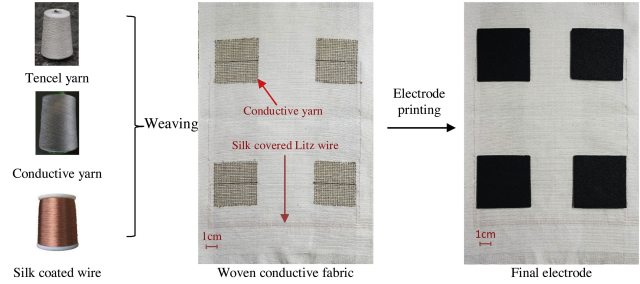 Tencel yarn
Conductive yarn
Silk coated wire
Weaving
Conductive yarn
Silk covered Litz wire
1cm
Woven conductive fabric
Electrode
printing
1cm
Final electrode